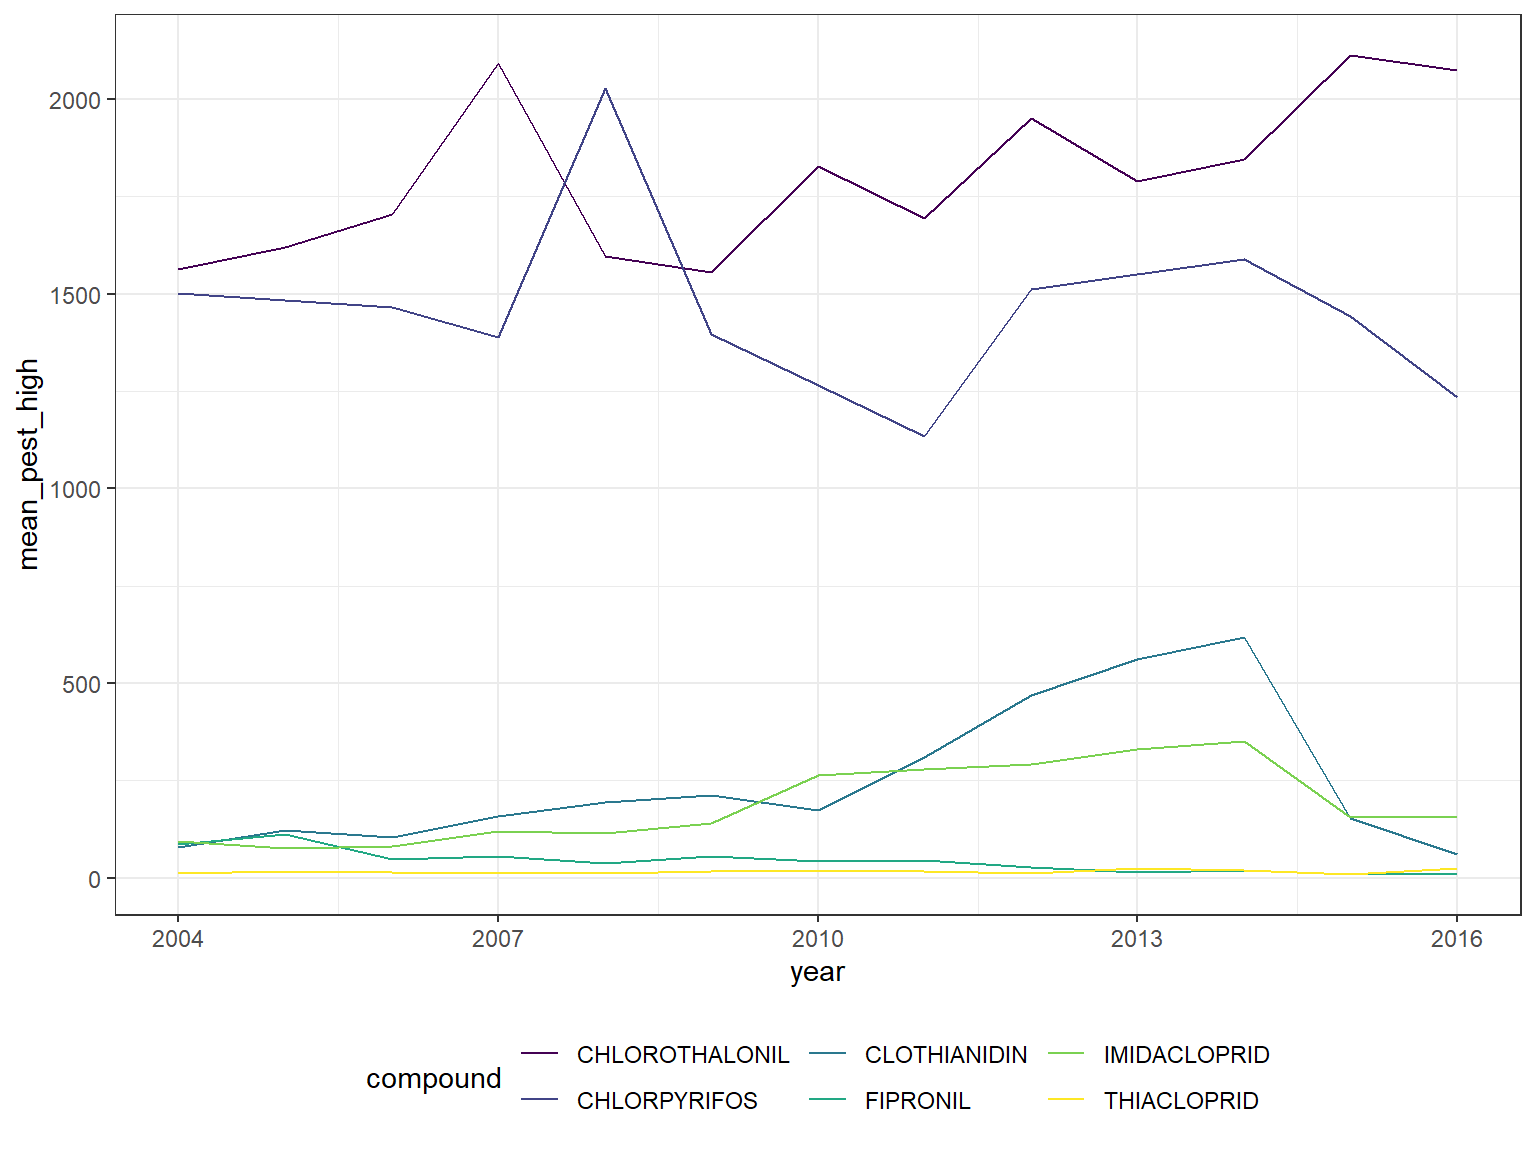 2000
1500
1000
500
0
mean_pest_high
2004 2007 2010 2013 2016
year
compound
CHLOROTHALONIL CLOTHIANIDIN IMIDACLOPRID
CHLORPYRIFOS FIPRONIL THIACLOPRID